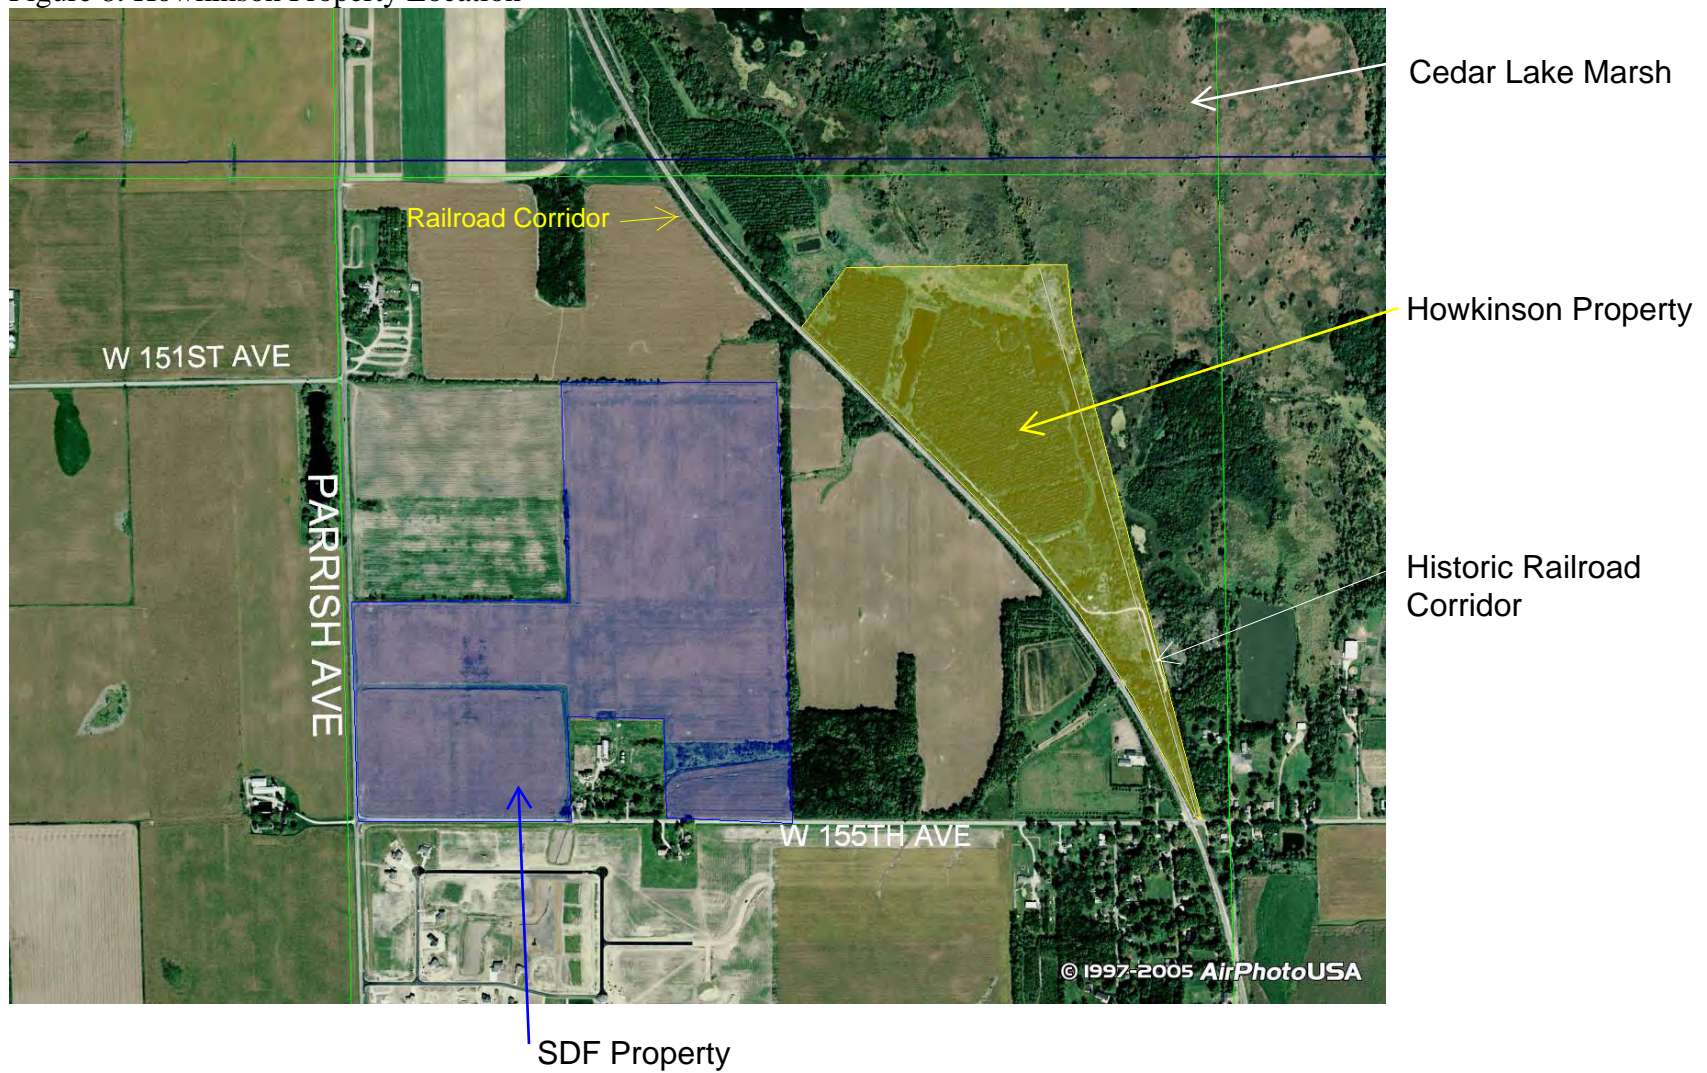 Cedar Lake Marsh
Railroad Corridor
Howkinson Property
W 151ST AVE
PARRISH AVE
Historic Railroad
Corridor
W 155TH AVE
© 1997-2005 AirPhotoUSA
SDF Property